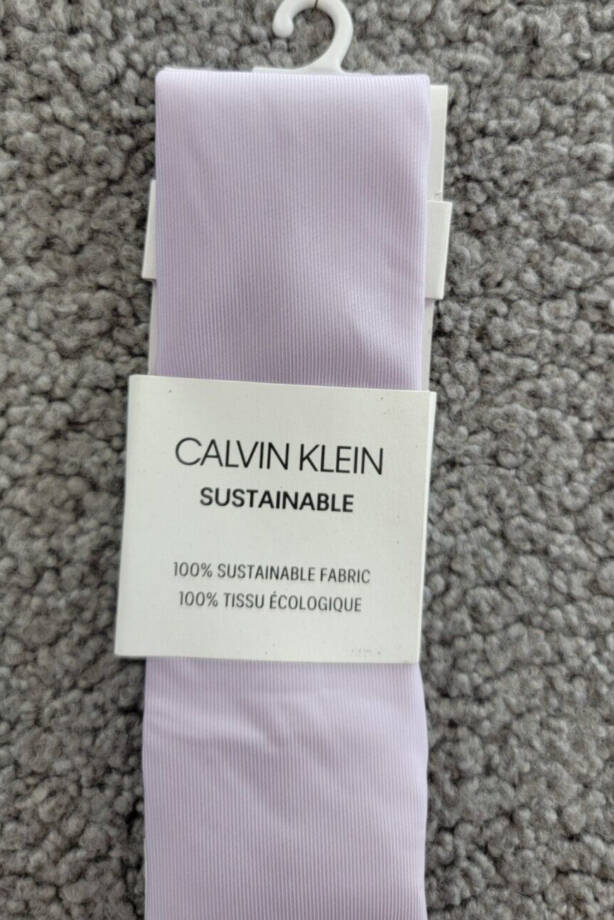 CALVIN KLEIN
SUSTAINABLE
100% SUSTAINABLE FABRIC
100% TISSU ÉCOLOGIQUE